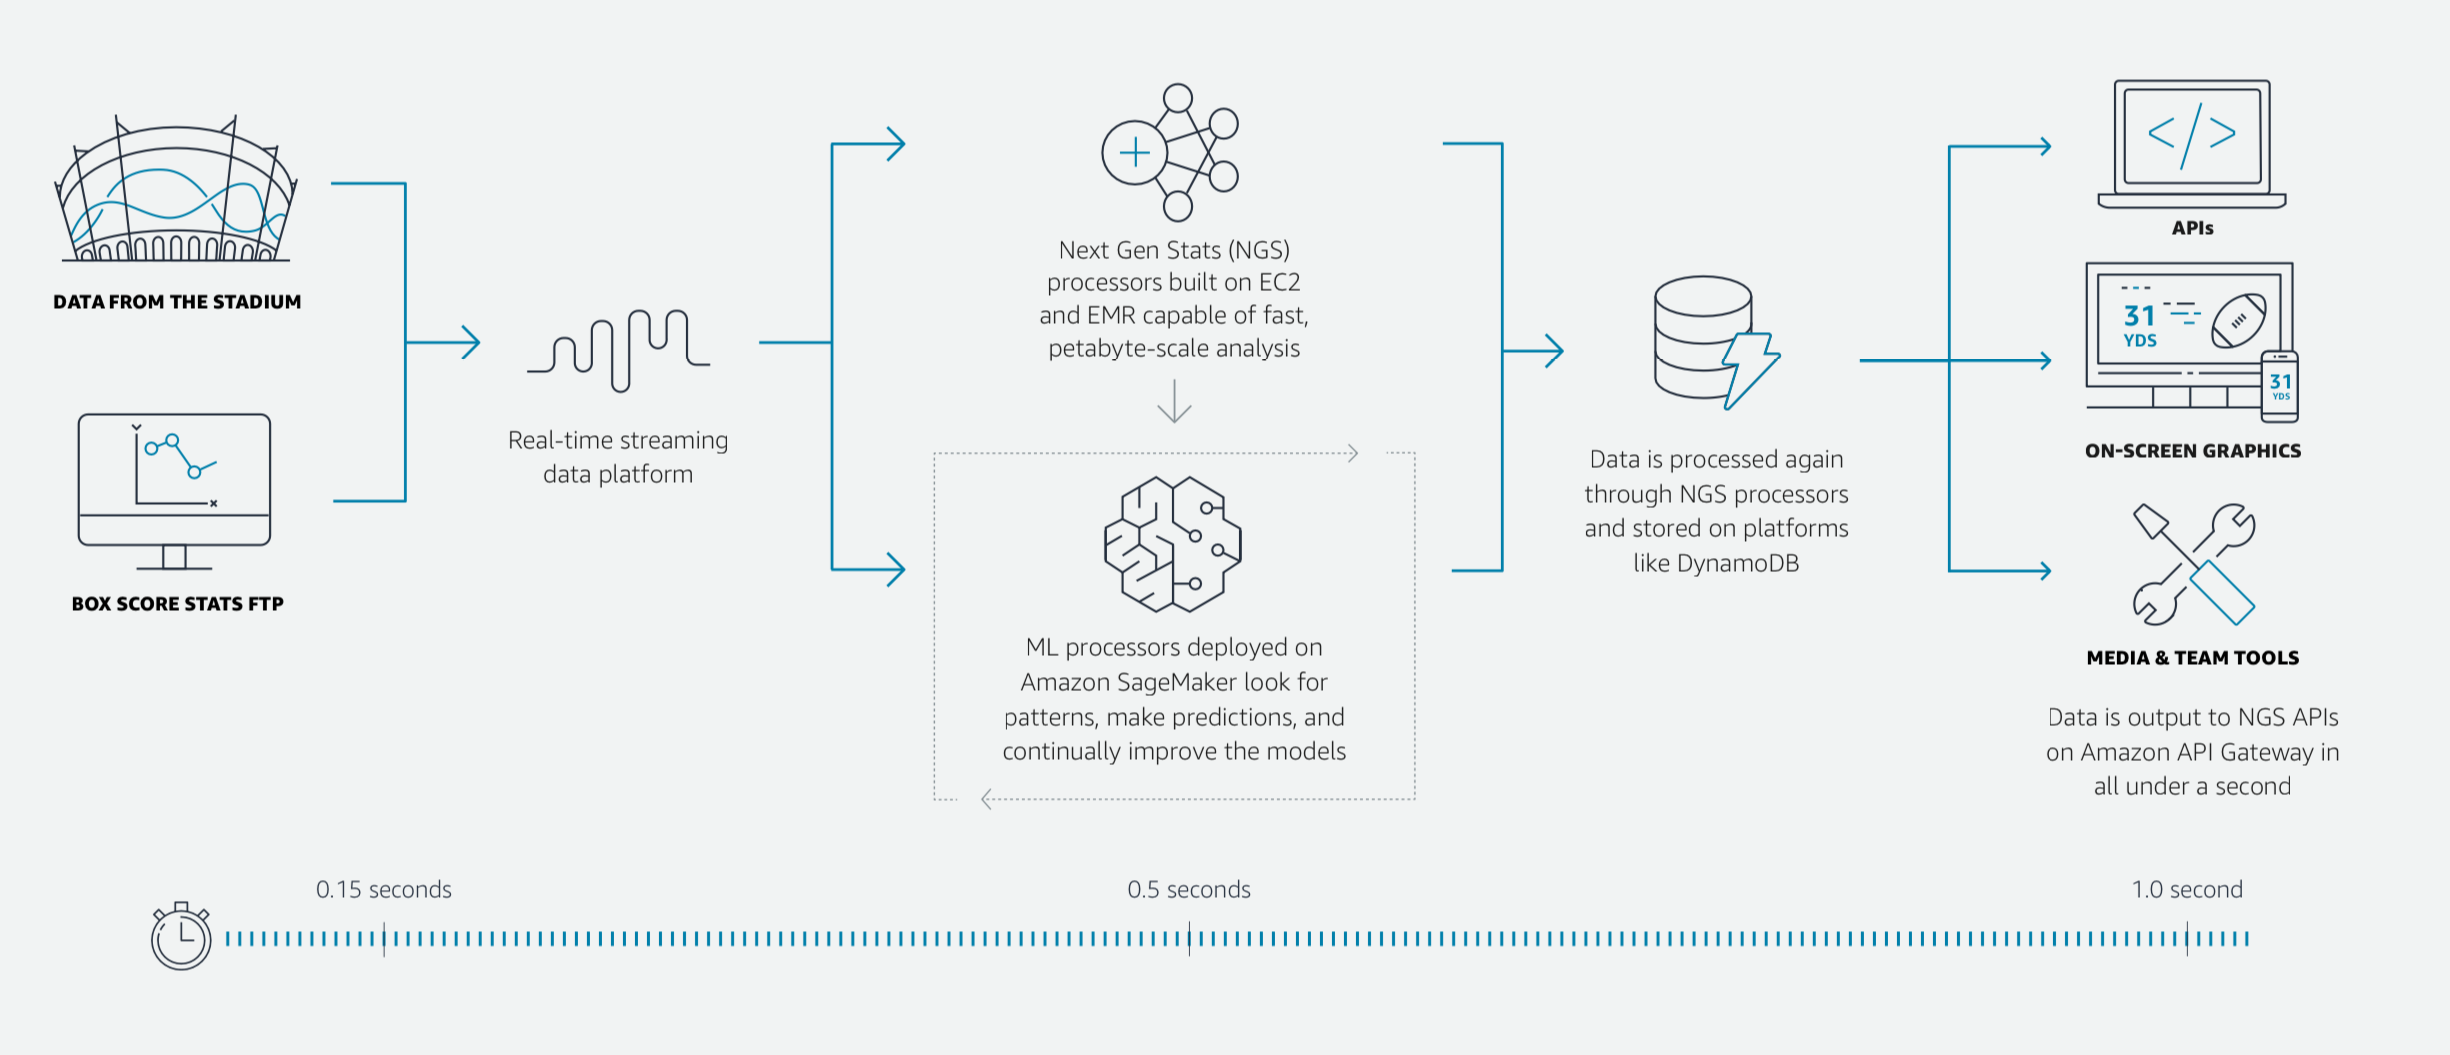 DATA FROM THE STADIUM
BOX SCORE STATS FTP
Real-time streaming
data platform
Next Gen Stats (NGS)
processors built on EC2
and EMR capable of fast,
petabyte-scale analysis
ML processors deployed on
Amazon SageMaker look for
patterns, make predictions, and
continually improve the models
Data is processed again
through NGS processors
and stored on platforms
like DynamoDB
</>
APIs
31
YDS
31
YDS
ON-SCREEN GRAPHICS
MEDIA & TEAM TOOLS
Data is output to NGS APIs
on Amazon API Gateway in
all under a second
0.15 seconds
0.5 seconds
1.0 second